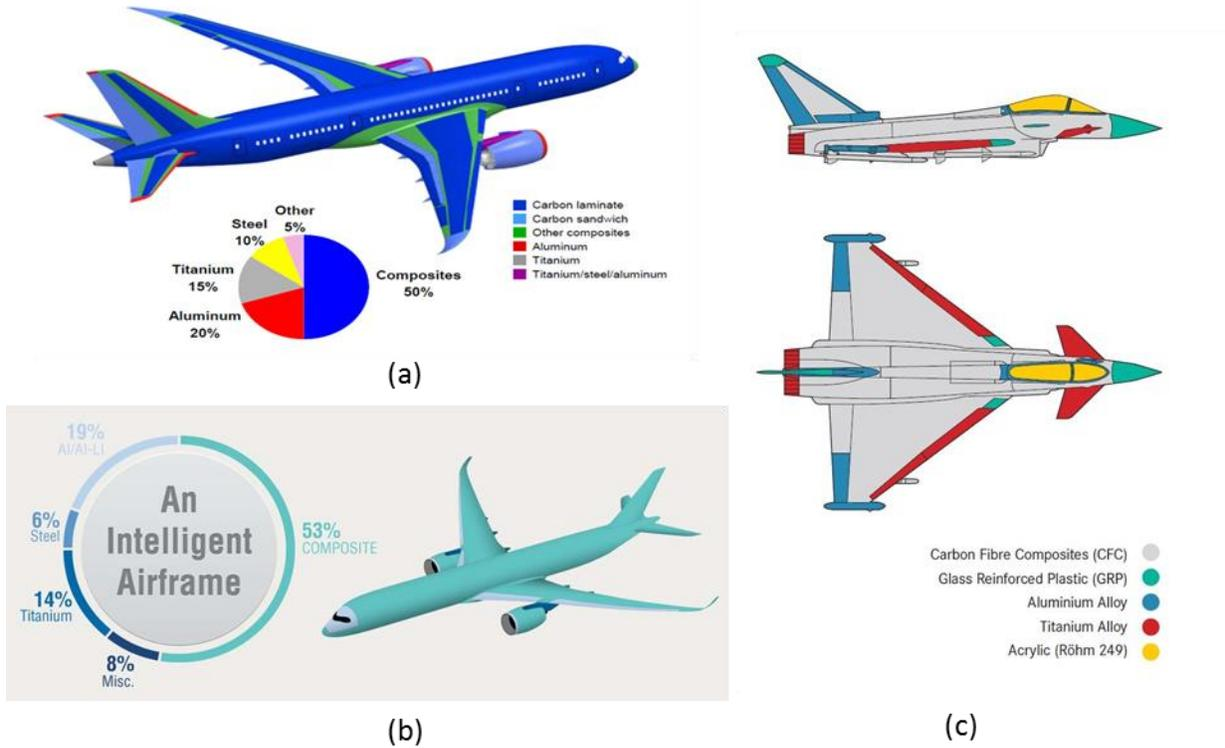 Other
5%
Steel
10%
Titanium
15%
Aluminum
20%
Composites
50%
Carbon laminate
Carbon sandwich
Other composites
Aluminum
Titanium
Titanium/steel/aluminum
(a)
19%
Al/Al-Li
6%
Steel
14%
Titanium
8%
Misc.
An
Intelligent
Airframe
53%
COMPOSITE
(b)
Carbon Fibre Composites (CFC)
Glass Reinforced Plastic (GRP)
Aluminium Alloy
Titanium Alloy
Acrylic (Röhm 249)
(c)